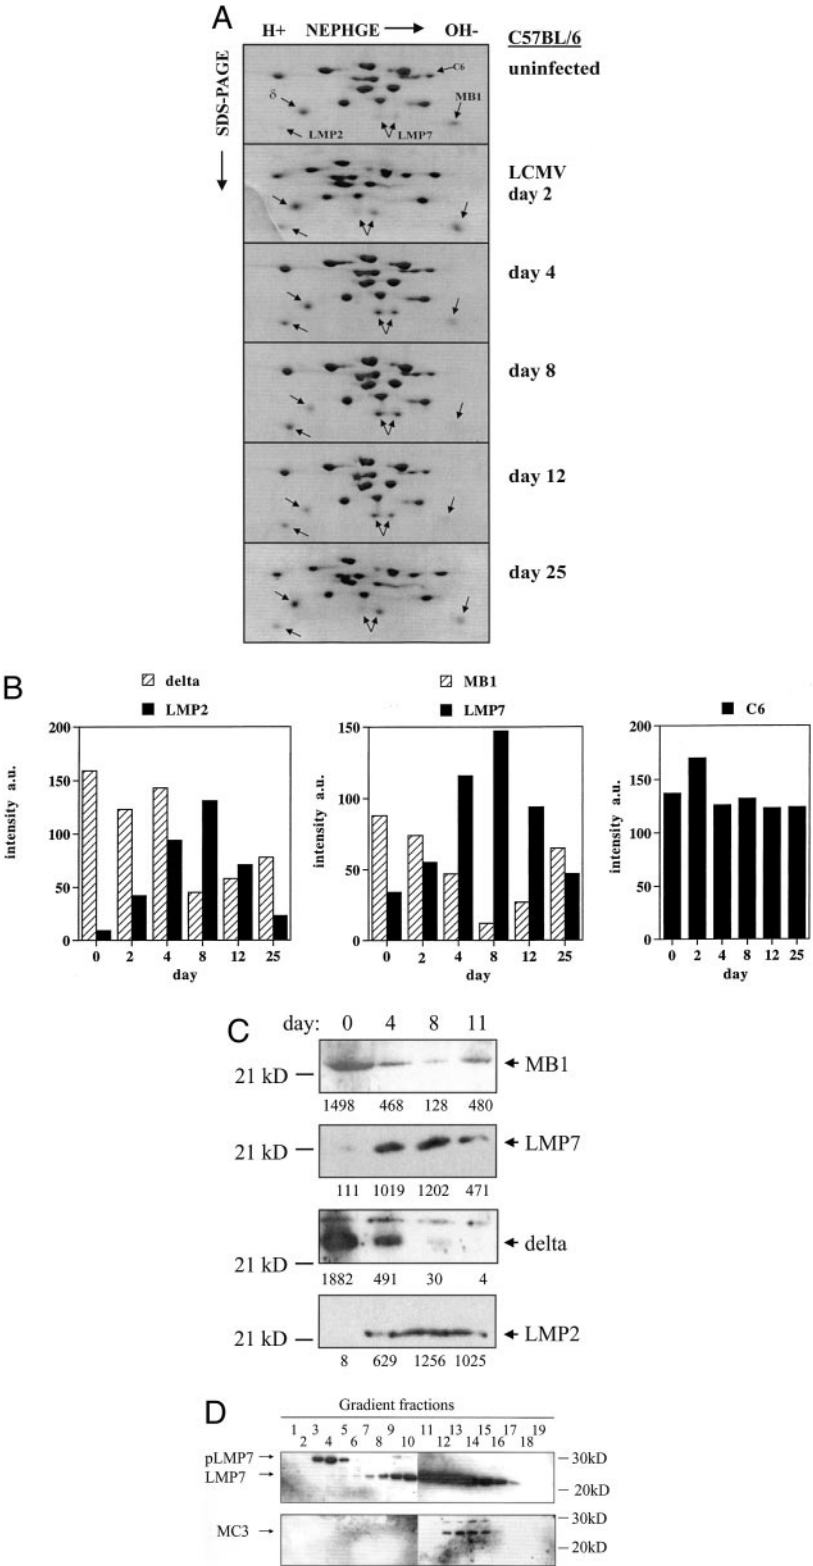 A
H+ NEPHGE OH-
C57BL/6
SDS-PAGE
uninfected
C6
δ
MB1
LMP2
LMP7
LCMV
day 2
day 4
day 8
day 12
day 25
B
delta
LMP2
MB1
LMP7
C6
intensity a.u.
200
150
100
50
0
0 2 4 8 12 25
day
intensity a.u.
150
100
50
0
0 2 4 8 12 25
day
intensity a.u.
200
150
100
50
0
0 2 4 8 12 25
day
C
day: 0 4 8 11
21 kD
MB1
1498 468 128 480
21 kD
LMP7
111 1019 1202 471
delta
21 kD
1882 491 30 4
21 kD
LMP2
8 629 1256 1025
D
Gradient fractions
1 3 5 7 9 11 13 15 17 19
2 4 6 8 10 12 14 16 18
pLMP7
30kD
LMP7
20kD
30kD
MC3
20kD